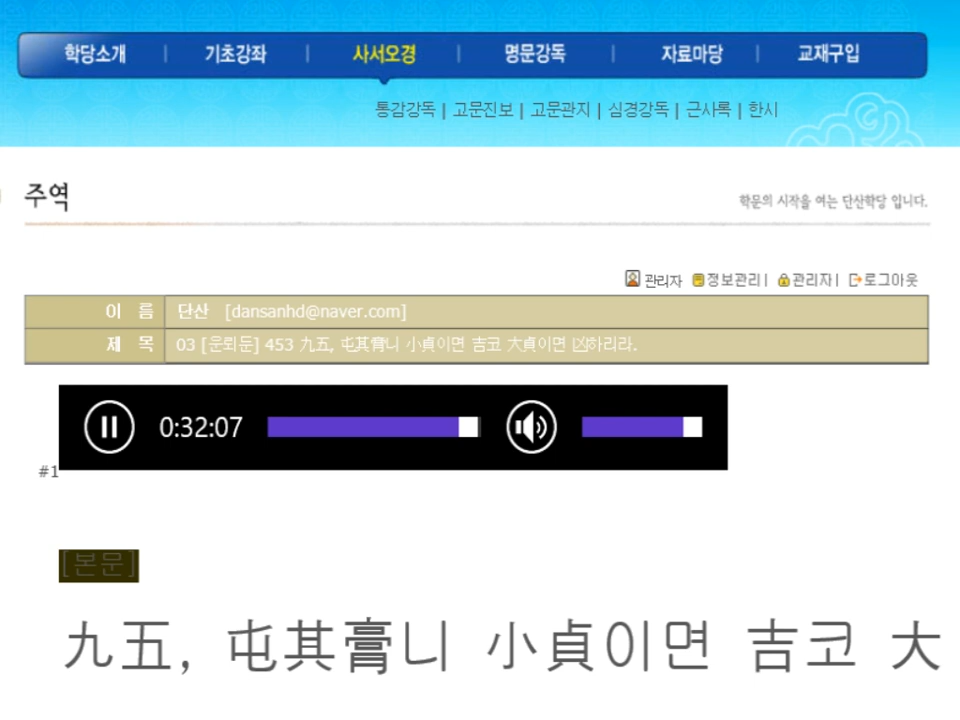 학당소개 | 기초강좌 | 사서오경 | 명문강독 | 자료마당 | 교재구입
통감강독 | 고문진보 | 고문관지 | 심경강독 | 근사록 | 한시
주역
학문의 시작을 여는 단산학당 입니다.
관리자 정보관리 | 관리자 | 로그아웃
이 름 단산 [dansanhd@naver.com]
제 목 03 [운뢰둔] 453 九五, 屯其膏니 小貞이면 吉코 大貞이면 凶하리라.
0:32:07
#1
[본문]
九五, 屯其膏니 小貞이면 吉코 大